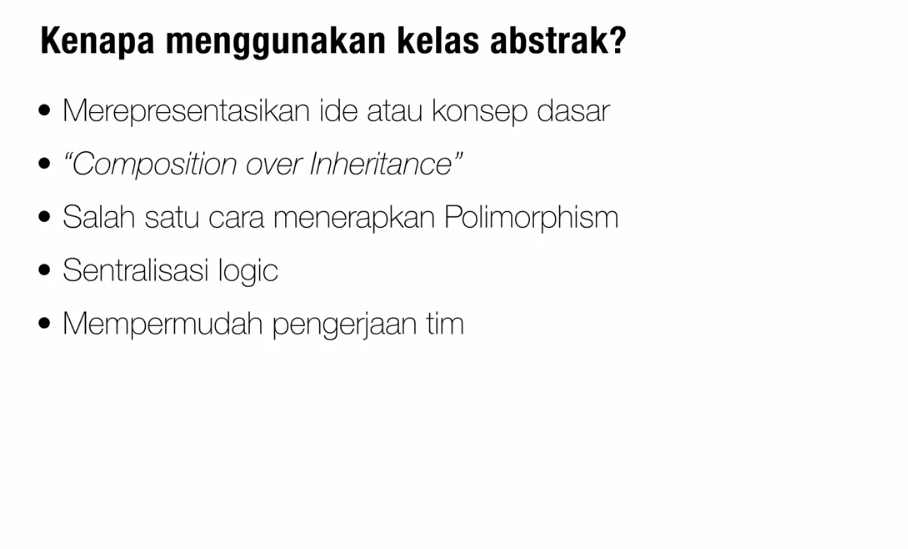 Kenapa menggunakan kelas abstrak?
• Merepresentasikan ide atau konsep dasar
• “Composition over Inheritance”
• Salah satu cara menerapkan Polimorphism
• Sentralisasi logic
• Mempermudah pengerjaan tim